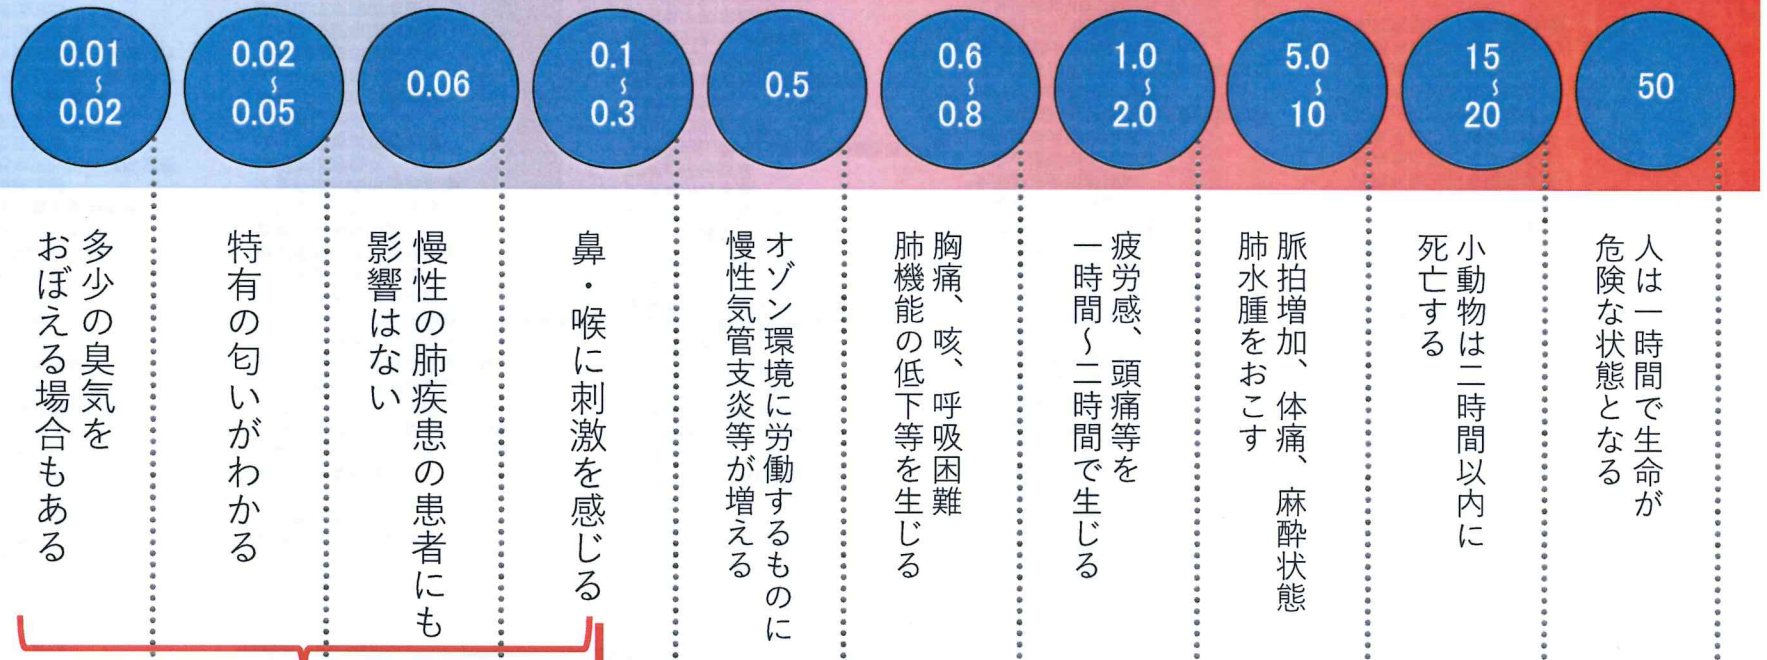 0.01
〜
0.02
0.02
〜
0.05
0.06
0.1
〜
0.3
0.5
0.6
〜
0.8
1.0
〜
2.0
5.0
〜
10
15
〜
20
50
多少の臭気を
おぼえる場合もある
特有の匂いがわかる
慢性の肺疾患の患者にも
影響はない
鼻・喉に刺激を感じる
オゾン環境に労働するものに
慢性気管支炎等が増える
胸痛、咳、呼吸困難
肺機能の低下等を生じる
疲労感、頭痛等を
一時間〜二時間で生じる
脈拍増加、体痛、麻酔状態
肺水腫をおこす
小動物は二時間以内に
死亡する
人は一時間で生命が
危険な状態となる